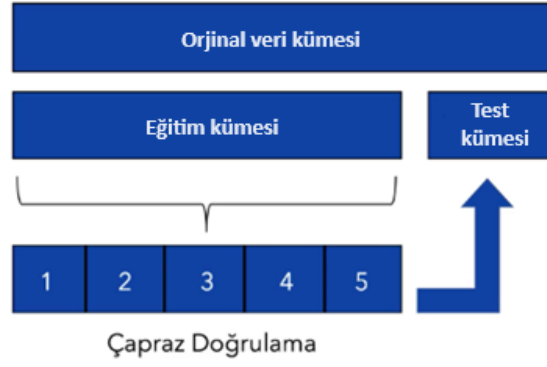 Orjinal veri kümesi
Eğitim kümesi
Test
kümesi
1 2 3 4 5
Çapraz Doğrulama